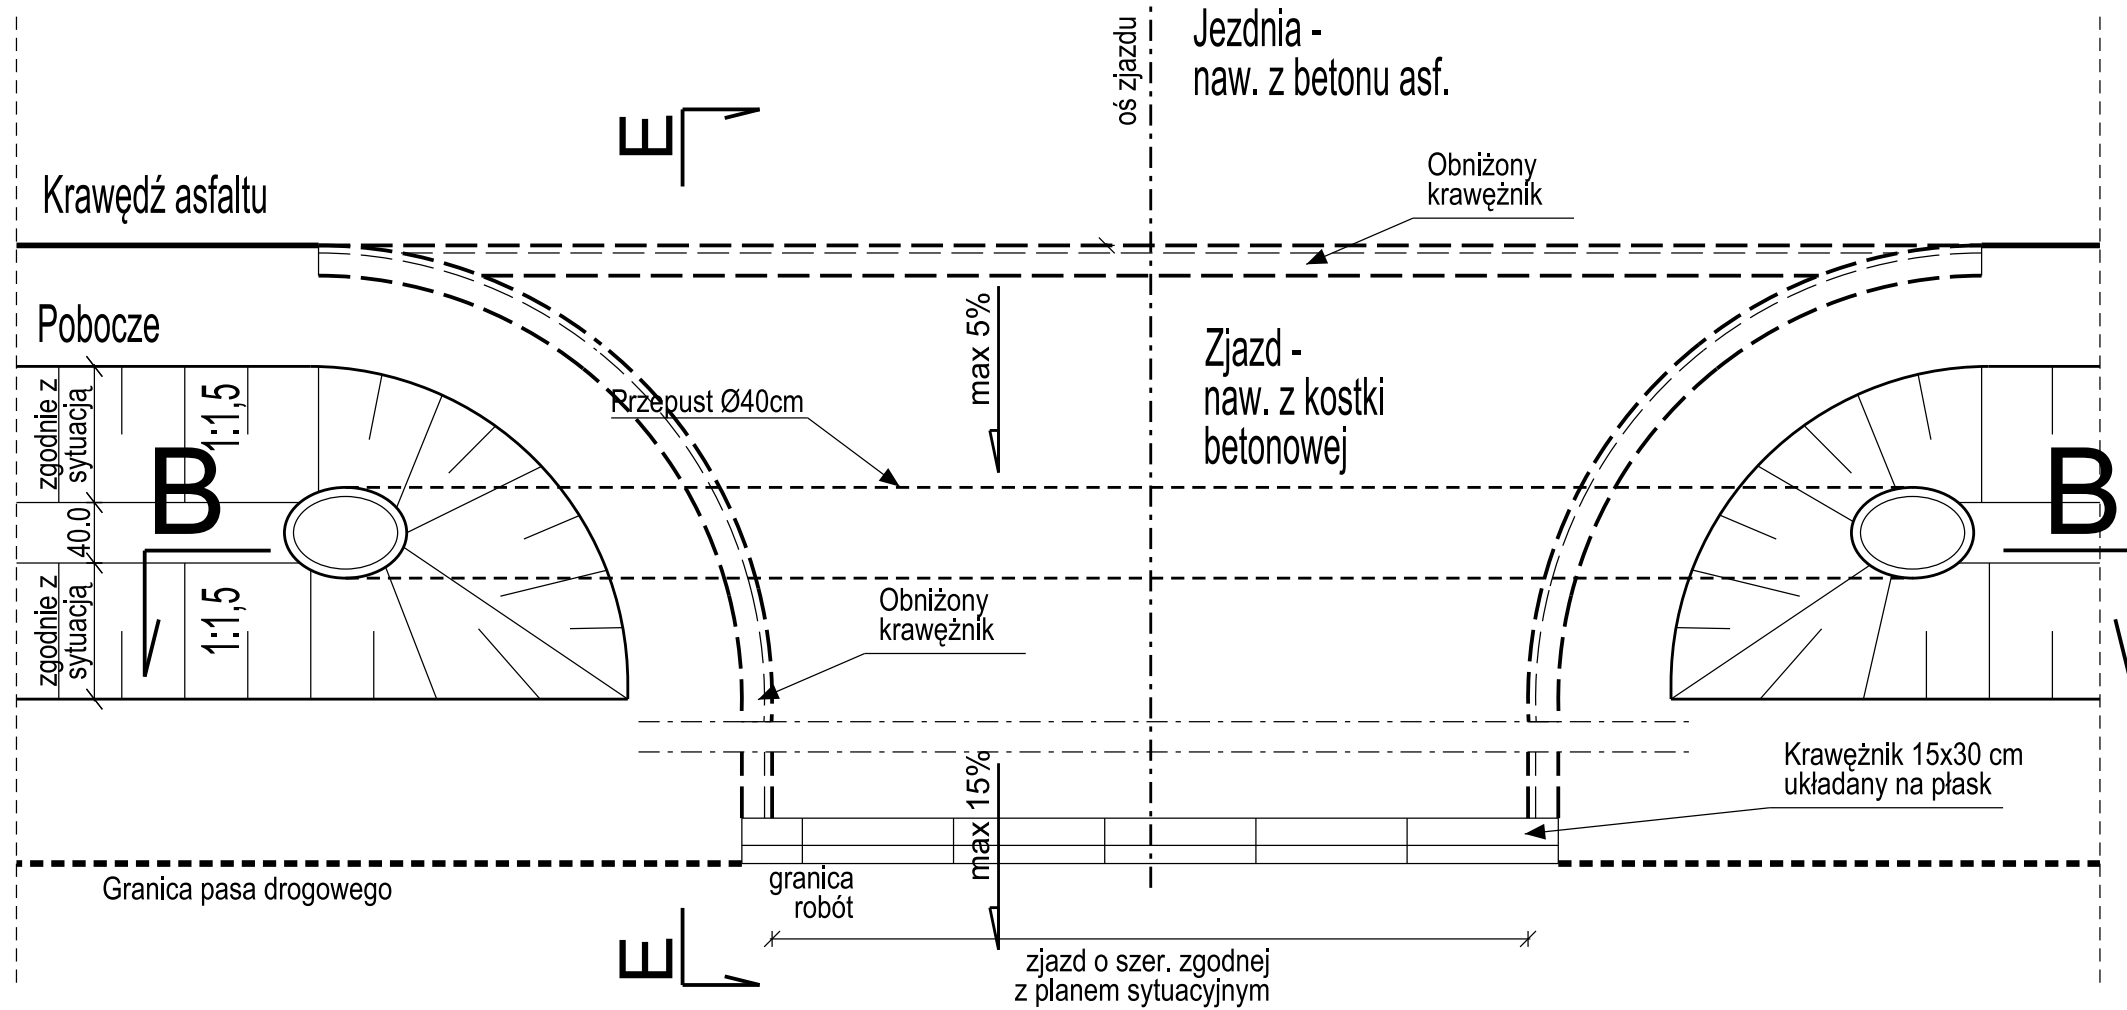 oś zjazdu
Jezdnia -
naw. z betonu asf.
E
Krawędź asfaltu
Obniżony
krawężnik
Pobocze
max 5%
Zjazd -
naw. z kostki
betonowej
Przepust Ø40cm
zgodnie z
sytuacją
1:1,5
B
B
40.0
zgodnie z
sytuacją
1:1,5
Obniżony
krawężnik
max 15%
Krawężnik 15x30 cm
układany na płask
Granica pasa drogowego
granica
robót
E
zjazd o szer. zgodnej
z planem sytuacyjnym